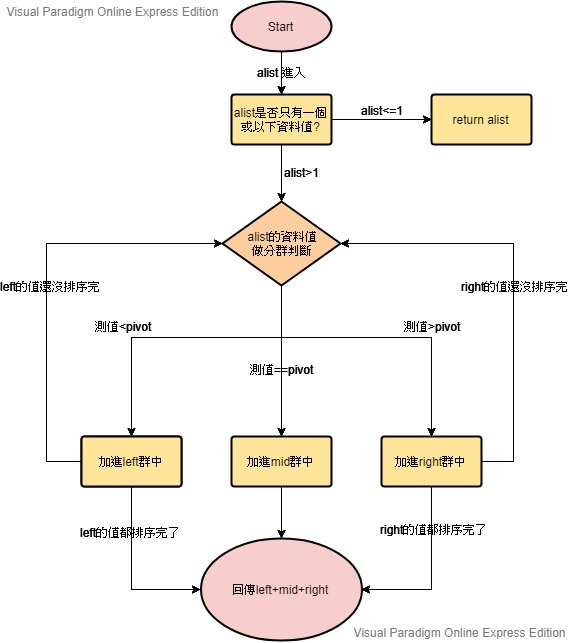 Visual Paradigm Online Express Edition
Start
alist 進入
alist是否只有一個
或以下資料值?
alist<=1
return alist
alist>1
alist的資料值
做分群判斷
left的值還沒排序完
right的值還沒排序完
測值<pivot
測值>pivot
測值==pivot
加進left群中
加進mid群中
加進right群中
left的值都排序完了
right的值都排序完了
回傳left+mid+right
Visual Paradigm Online Express Edition